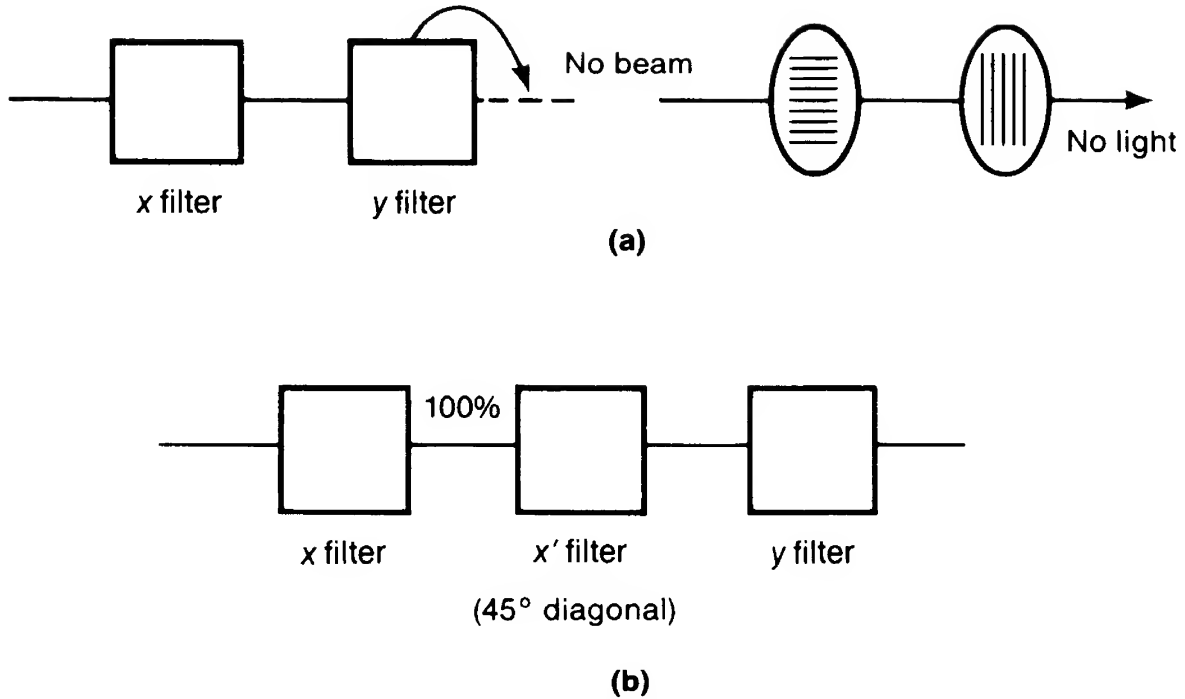 No beam
No light
x filter
y filter
(a)
100%
x filter
x′ filter
y filter
(45° diagonal)
(b)